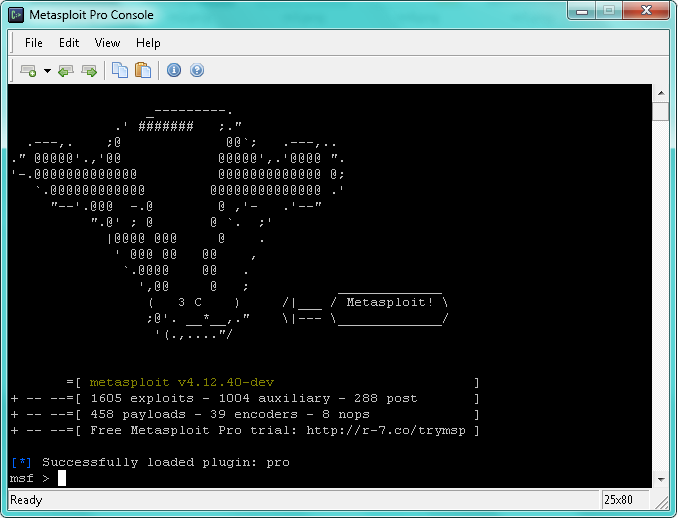 Metasploit Pro Console
File Edit View Help
_---------.
.' #######   ;."
.---,.    ;@             @@`;   .---,..
." @@@@@'.,'@@            @@@@@',.'@@@@ ".
'-.@@@@@@@@@@@@@          @@@@@@@@@@@@@ @;
`.@@@@@@@@@@@@        @@@@@@@@@@@@@@ .'
"--'.@@@  -.@        @ ,'-   .'--"
".@' ; @       @ `.  ;'
|@@@@ @@@     @    .
' @@@ @@   @@    ,
`.@@@@    @@   .
',@@     @   ;           _____________
(   3 C    )     /|___ / Metasploit! \
;@'. __*__,."    \|--- \_____________/
'(.,...."/
=[ metasploit v4.12.40-dev                          ]
+ -- --=[ 1605 exploits - 1004 auxiliary - 288 post       ]
+ -- --=[ 458 payloads - 39 encoders - 8 nops             ]
+ -- --=[ Free Metasploit Pro trial: http://r-7.co/trymsp ]
[*] Successfully loaded plugin: pro
msf >
Ready 25x80